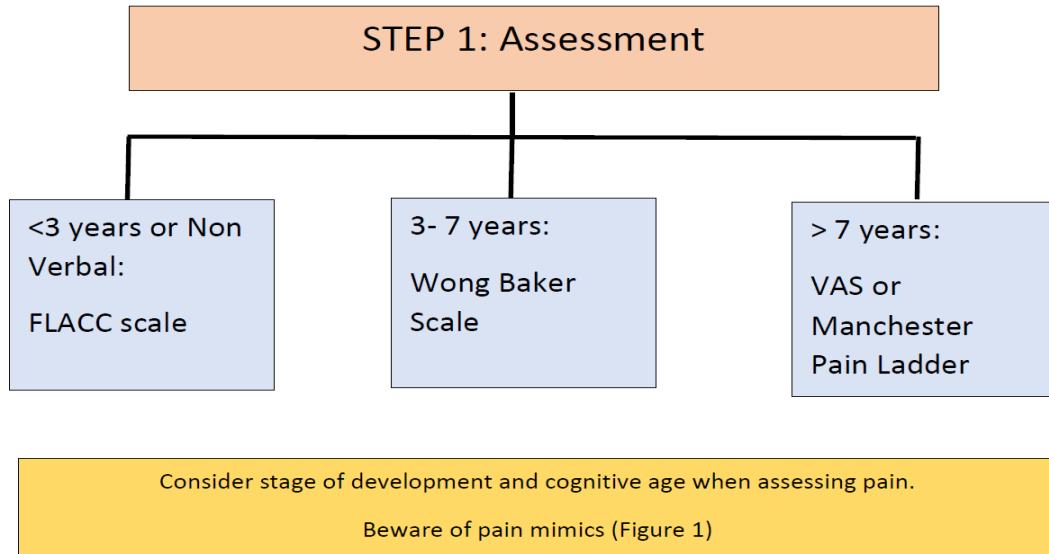 STEP 1: Assessment
<3 years or Non
Verbal:
FLACC scale
3- 7 years:
Wong Baker
Scale
> 7 years:
VAS or
Manchester
Pain Ladder
Consider stage of development and cognitive age when assessing pain.
Beware of pain mimics (Figure 1)